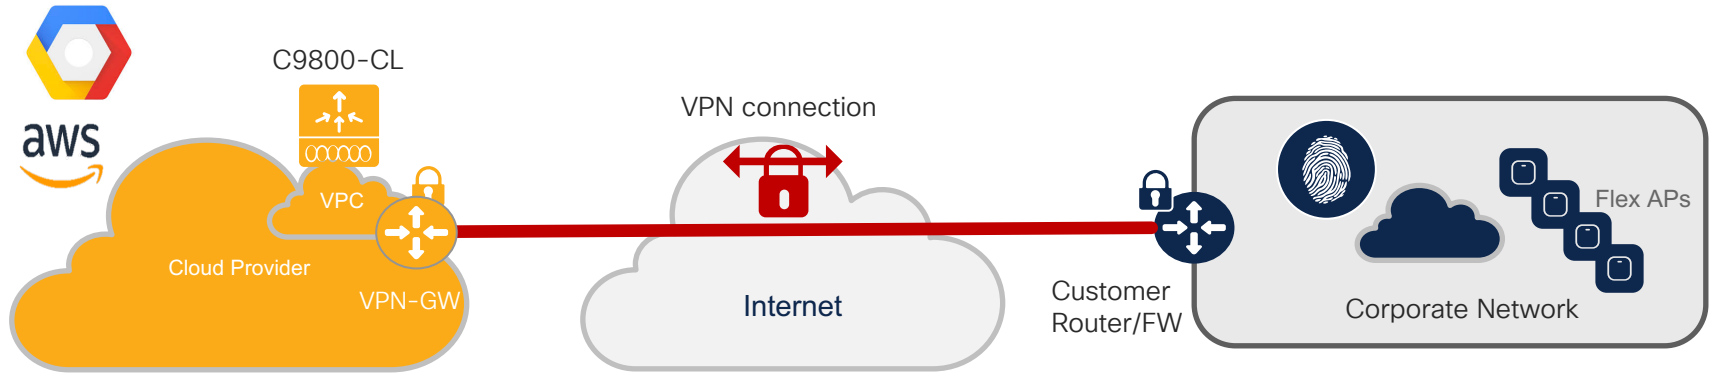 aws
C9800-CL
VPC
Cloud Provider
VPN-GW
VPN connection
Internet
Customer
Router/FW
Flex APs
Corporate Network